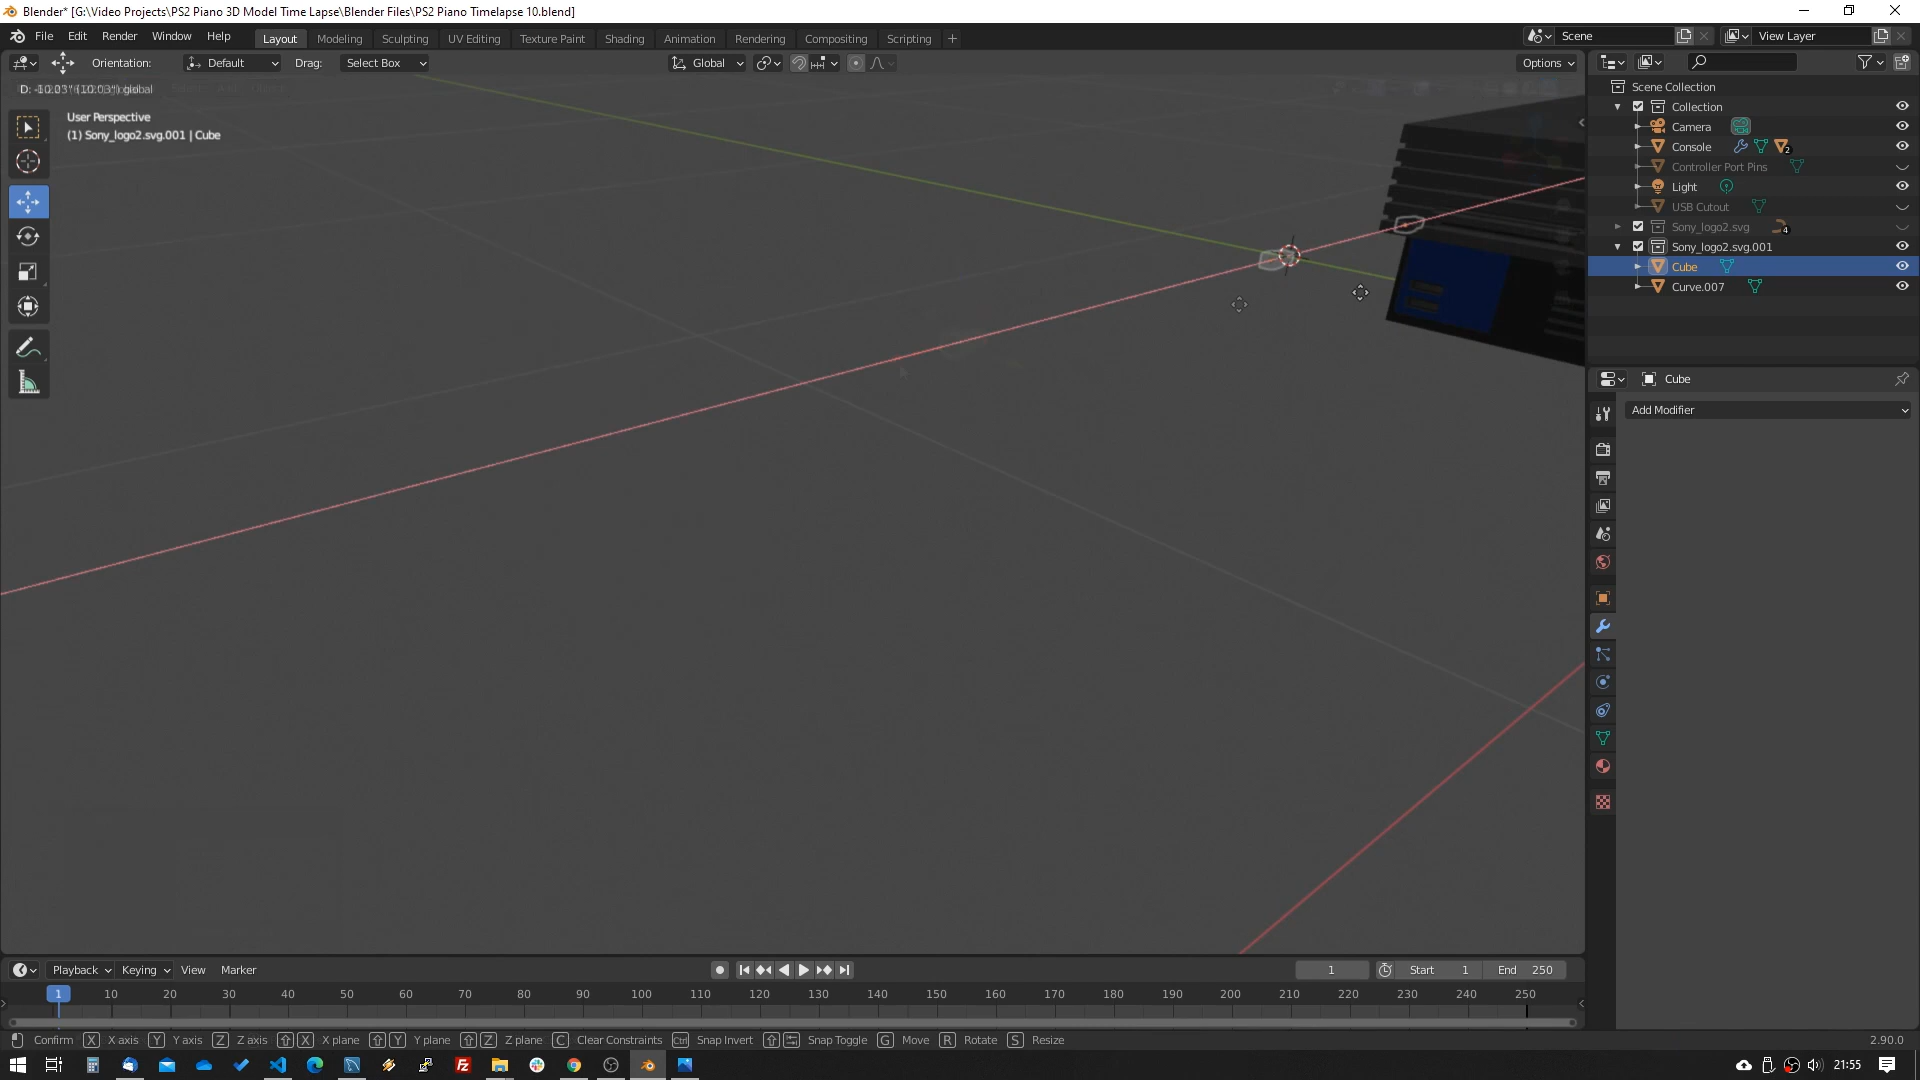 Blender* [G:\Video Projects\PS2 Piano 3D Model Time Lapse\Blender Files\PS2 Piano Timelapse 10.blend]
File Edit Render Window Help Layout Modeling Sculpting UV Editing Texture Paint Shading Animation Rendering Compositing Scripting + Scene View Layer
Orientation: Default Drag: Select Box Global Options
User Perspective
(1) Sony_logo2.svg.001 | Cube
Scene Collection
Collection
Camera
Console 2
Controller Port Pins
Light
USB Cutout
Sony_logo2.svg 4
Sony_logo2.svg.001
Cube
Curve.007
Cube
Add Modifier
Playback Keying View Marker 1 Start 1 End 250
1 10 20 30 40 50 60 70 80 90 100 110 120 130 140 150 160 170 180 190 200 210 220 230 240 250
Confirm X X axis Y Y axis Z Z axis X X plane Y Y plane Z Z plane C Clear Constraints Ctrl Snap Invert Snap Toggle G Move R Rotate S Resize 2.90.0
21:55